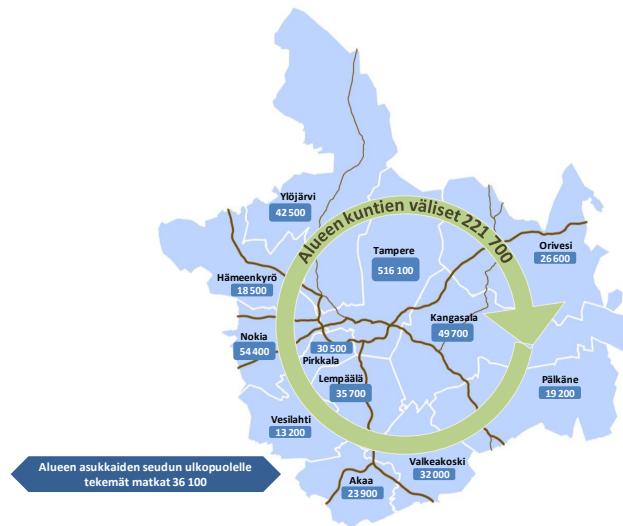 Alueen kuntien väliset 221 700
Ylöjärvi
42 500
Tampere
516 100
Orivesi
26 600
Hämeenkyrö
18 500
Kangasala
49 700
Nokia
54 400
30 500
Pirkkala
Lempäälä
35 700
Pälkäne
19 200
Vesilahti
13 200
Valkeakoski
32 000
Akaa
23 900
Alueen asukkaiden seudun ulkopuolelle
tekemät matkat 36 100